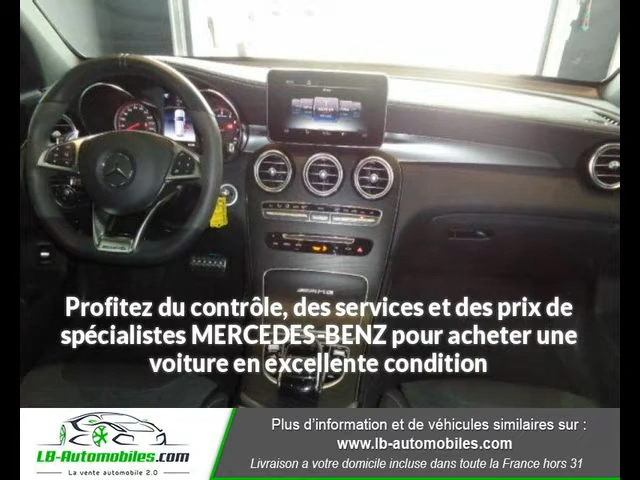 Profitez du contrôle, des services et des prix de
spécialistes MERCEDES-BENZ pour acheter une
voiture en excellente condition
LB-Automobiles.com
La vente automobile 2.0
Plus d'information et de véhicules similaires sur :
www.lb-automobiles.com
Livraison a votre domicile incluse dans toute la France hors 31